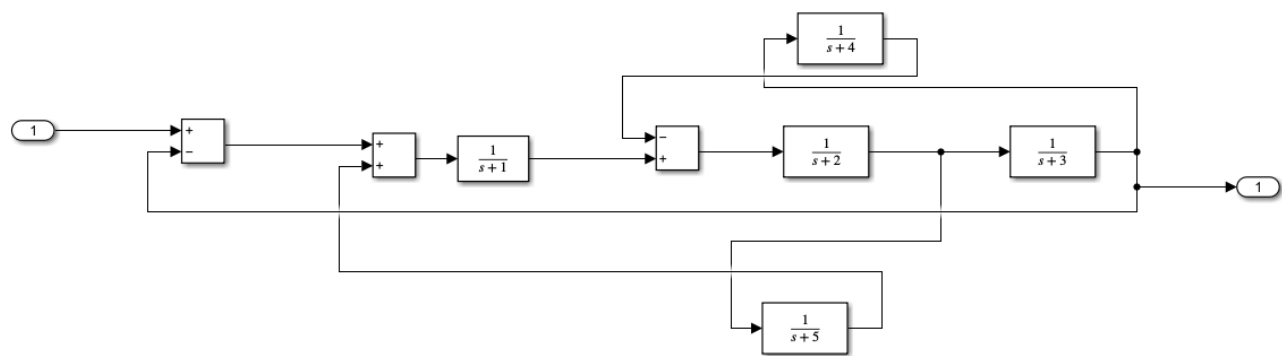 1/(s + 4)
1
+
−
+
+
1/(s + 1)
−
+
1/(s + 2)
1/(s + 3)
1
1/(s + 5)